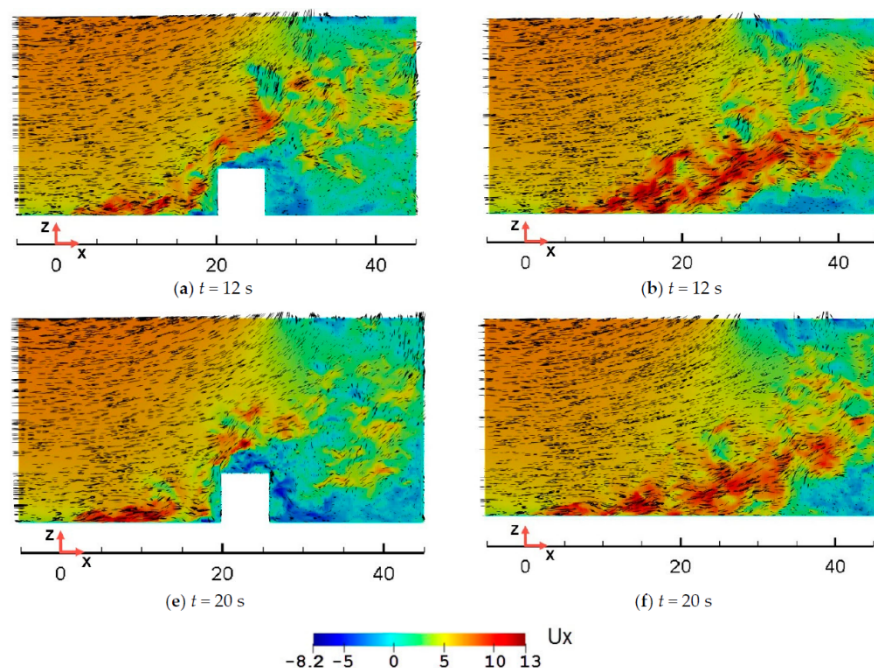 z z
x x
0 20 40 0 20 40
(a) t = 12 s (b) t = 12 s
z z
x x
0 20 40 0 20 40
(e) t = 20 s (f) t = 20 s
Ux
-8.2 -5 0 5 10 13